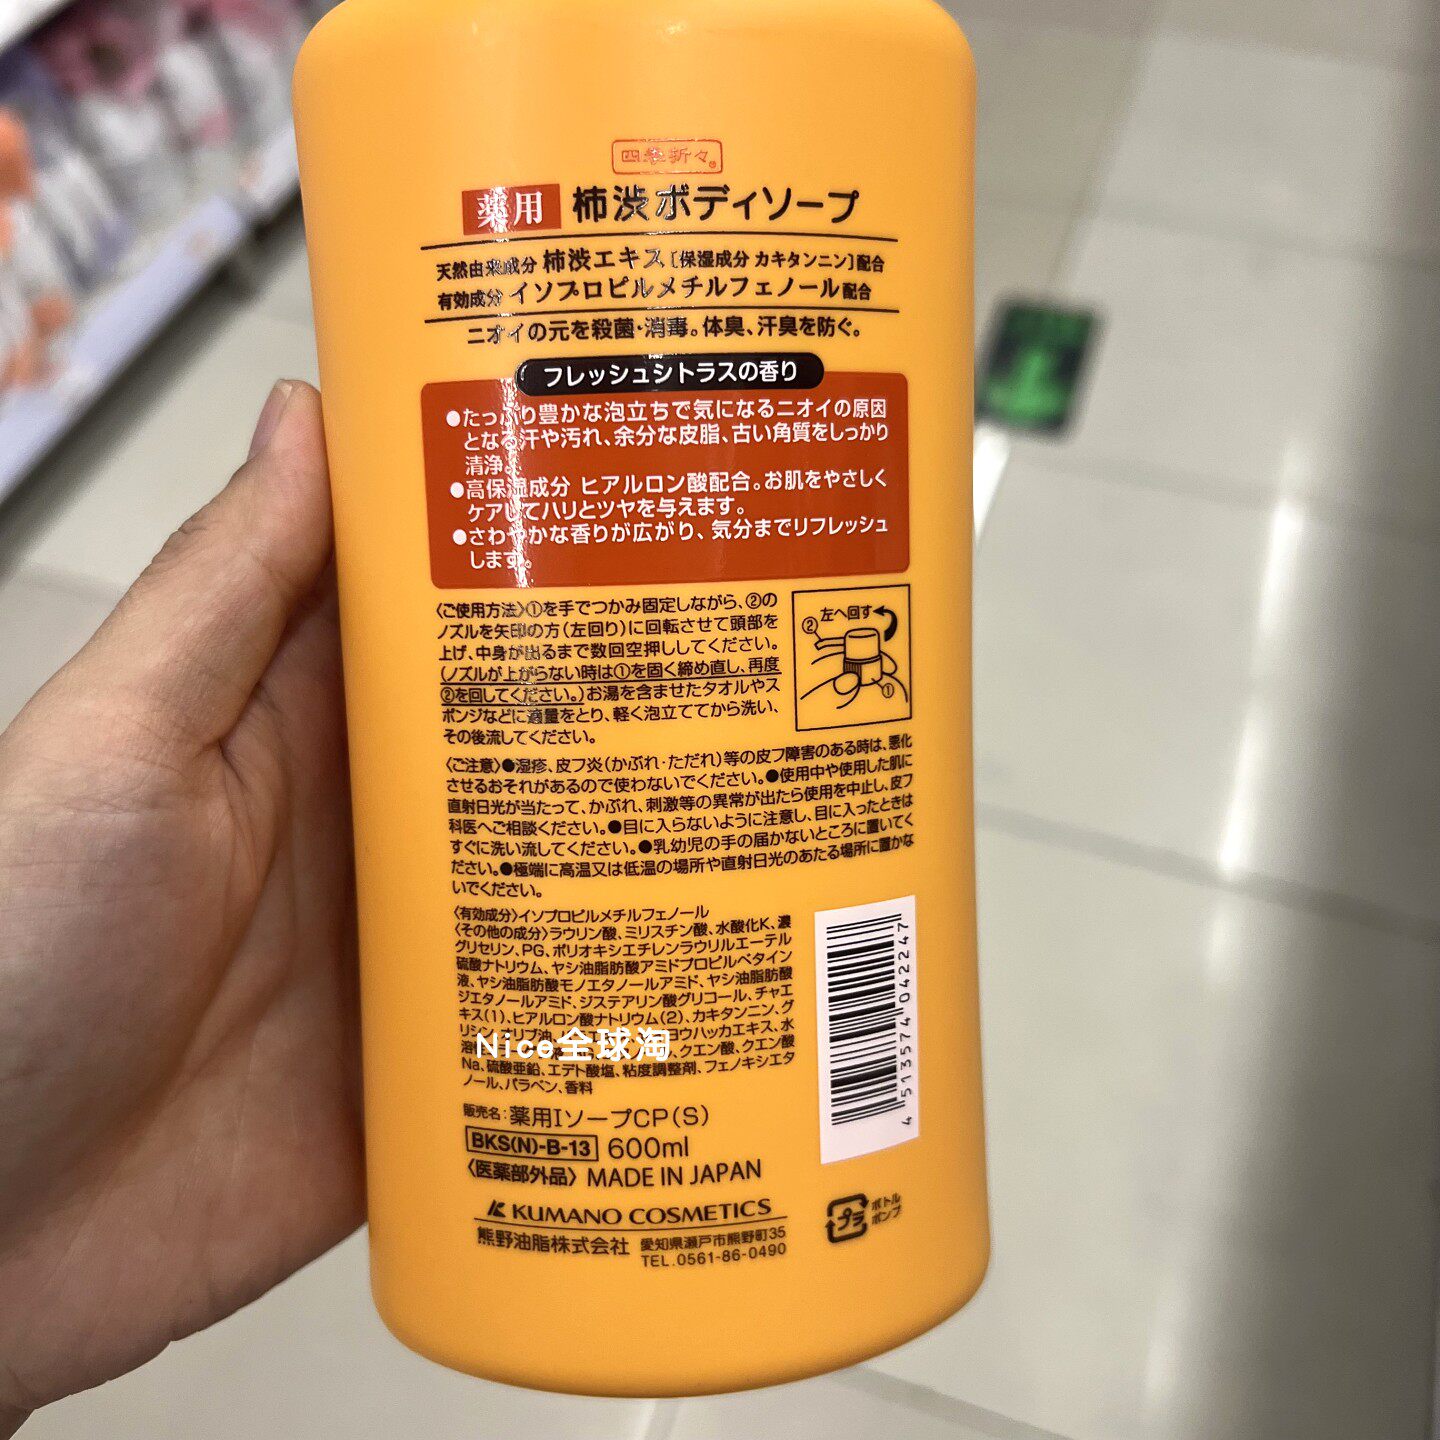 四季折々®
薬用 柿渋ボディソープ
天然由来成分 柿渋エキス［保湿成分 カキタンニン］配合
有効成分 イソプロピルメチルフェノール配合
ニオイの元を殺菌・消毒。体臭、汗臭を防ぐ。
フレッシュシトラスの香り
●たっぷり豊かな泡立ちで気になるニオイの原因
となる汗や汚れ、余分な皮脂、古い角質をしっかり
清浄。
●高保湿成分 ヒアルロン酸配合。お肌をやさしく
ケアしてハリとツヤを与えます。
●さわやかな香りが広がり、気分までリフレッシュ
します。
〈ご使用方法〉①を手でつかみ固定しながら、②の
ノズルを矢印の方（左回り）に回転させて頭部を
上げ、中身が出るまで数回空押ししてください。
（ノズルが上がらない時は①を固く締め直し、再度
②を回してください。）お湯を含ませたタオルやス
ポンジなどに適量をとり、軽く泡立ててから洗い、
その後流してください。
②左へ回す
①
〈ご注意〉●湿疹、皮フ炎（かぶれ・ただれ）等の皮フ障害のある時は、悪化
させるおそれがあるので使わないでください。●使用中や使用した肌に
直射日光が当たって、かぶれ、刺激等の異常が出たら使用を中止し、皮フ
科医へご相談ください。●目に入らないように注意し、目に入ったときは
すぐに洗い流してください。●乳幼児の手の届かないところに置いてく
ださい。●極端に高温又は低温の場所や直射日光のあたる場所に置かな
いでください。
〈有効成分〉イソプロピルメチルフェノール
〈その他の成分〉ラウリン酸、ミリスチン酸、水酸化K、濃
グリセリン、PG、ポリオキシエチレンラウリルエーテル
硫酸ナトリウム、ヤシ油脂肪酸アミドプロピルベタイン
液、ヤシ油脂肪酸モノエタノールアミド、ヤシ油脂肪酸
ジエタノールアミド、ジステアリン酸グリコール、チャエ
キス（1）、ヒアルロン酸ナトリウム（2）、カキタンニン、グ
リシン、オリブ油、ヨウハッカエキス、水
溶 、クエン酸、クエン酸
Nice全球淘
Na、硫酸亜鉛、エデト酸塩、粘度調整剤、フェノキシエタ
ノール、パラベン、香料
販売名：薬用IソープCP（S）
BKS(N)-B-13 600ml
〈医薬部外品〉 MADE IN JAPAN
KUMANO COSMETICS
熊野油脂株式会社 愛知県瀬戸市熊野町35
TEL.0561-86-0490
4 513574 042247
プラ ボトル
ポンプ